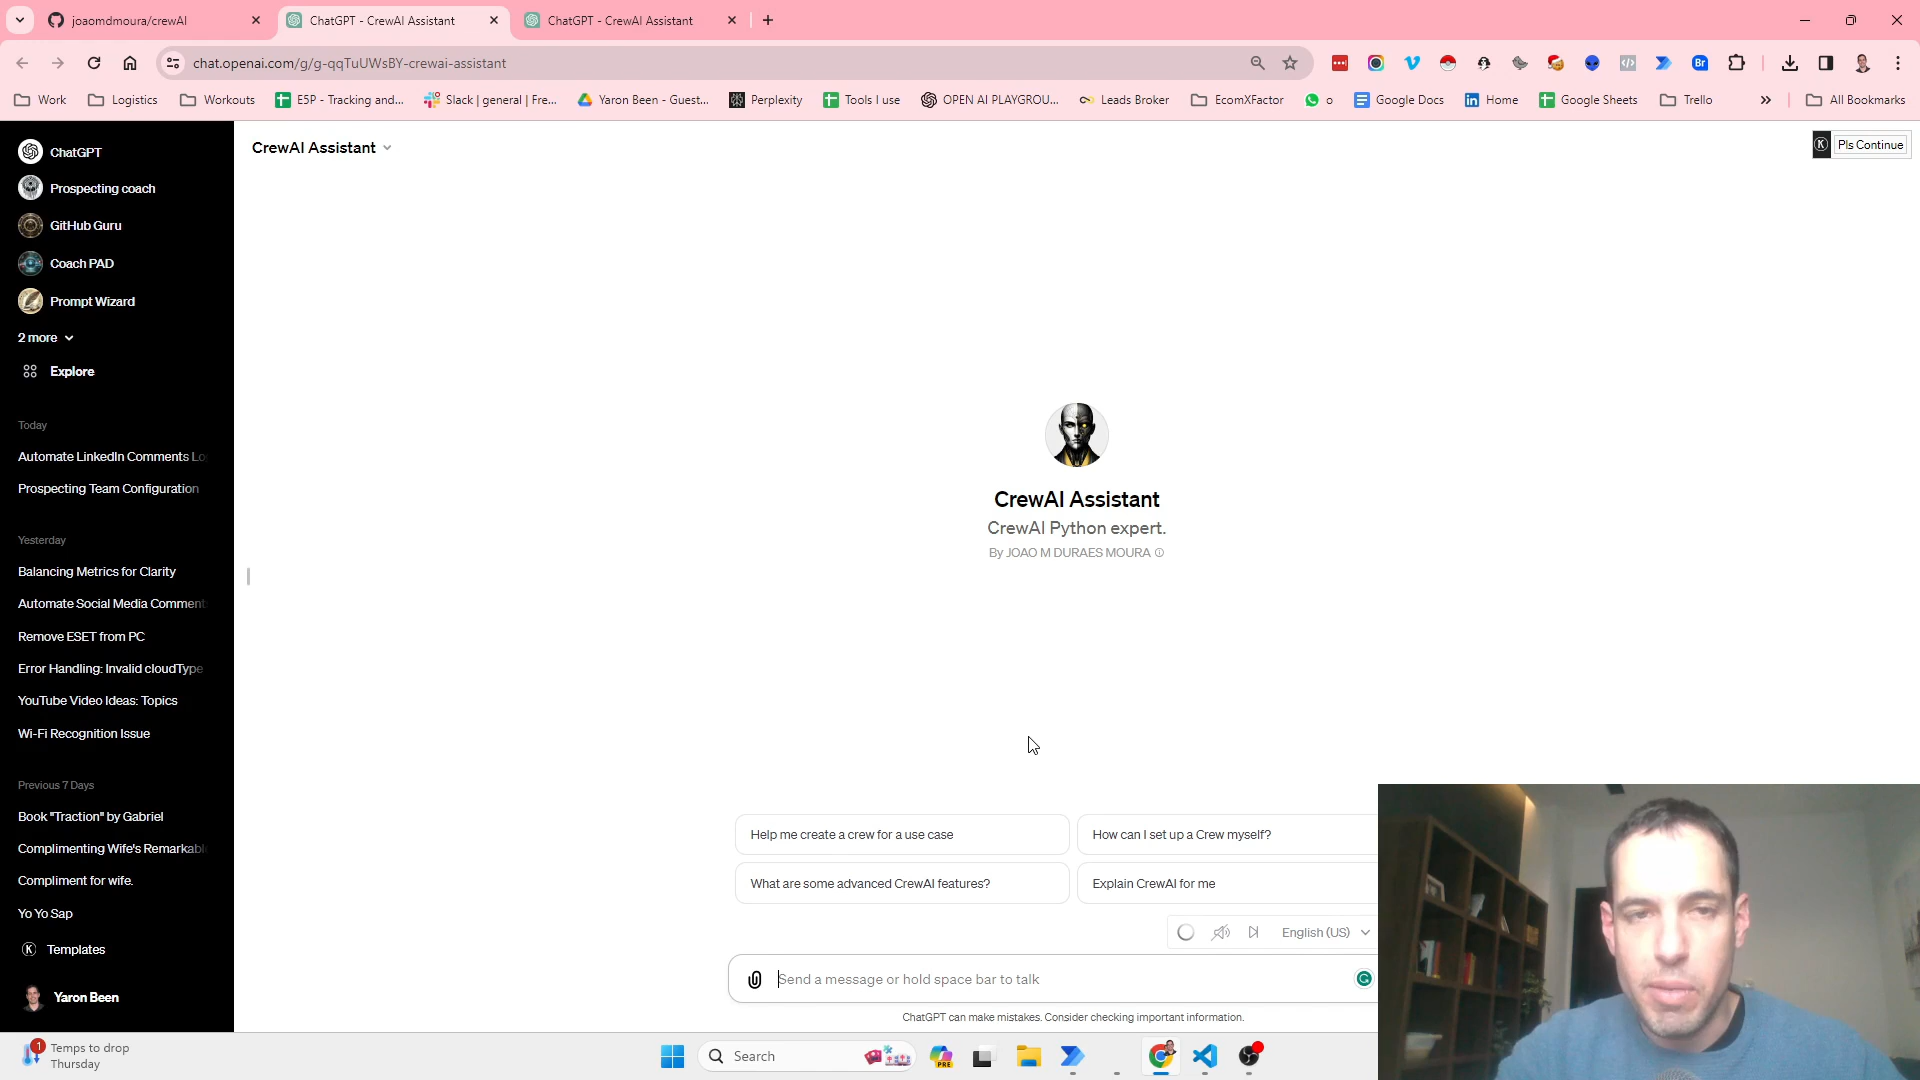 joaomdmoura/crewAI
ChatGPT - CrewAI Assistant
ChatGPT - CrewAI Assistant
chat.openai.com/g/g-qqTuUWsBY-crewai-assistant
Br
Work
Logistics
Workouts
E5P - Tracking and...
Slack | general | Fre...
Yaron Been - Guest...
Perplexity
Tools I use
OPEN AI PLAYGROU...
Leads Broker
EcomXFactor
o
Google Docs
Home
Google Sheets
Trello
»
All Bookmarks
ChatGPT
Prospecting coach
GitHub Guru
Coach PAD
Prompt Wizard
2 more
Explore
Today
Automate LinkedIn Comments Lo
Prospecting Team Configuration
Yesterday
Balancing Metrics for Clarity
Automate Social Media Comment
Remove ESET from PC
Error Handling: Invalid cloudType
YouTube Video Ideas: Topics
Wi-Fi Recognition Issue
Previous 7 Days
Book "Traction" by Gabriel
Complimenting Wife's Remarkabl
Compliment for wife.
Yo Yo Sap
K Templates
Yaron Been
CrewAI Assistant
K Pls Continue
CrewAI Assistant
CrewAI Python expert.
By JOAO M DURAES MOURA
Help me create a crew for a use case
How can I set up a Crew myself?
What are some advanced CrewAI features?
Explain CrewAI for me
English (US)
Send a message or hold space bar to talk
ChatGPT can make mistakes. Consider checking important information.
1
Temps to drop
Thursday
Search
PRE